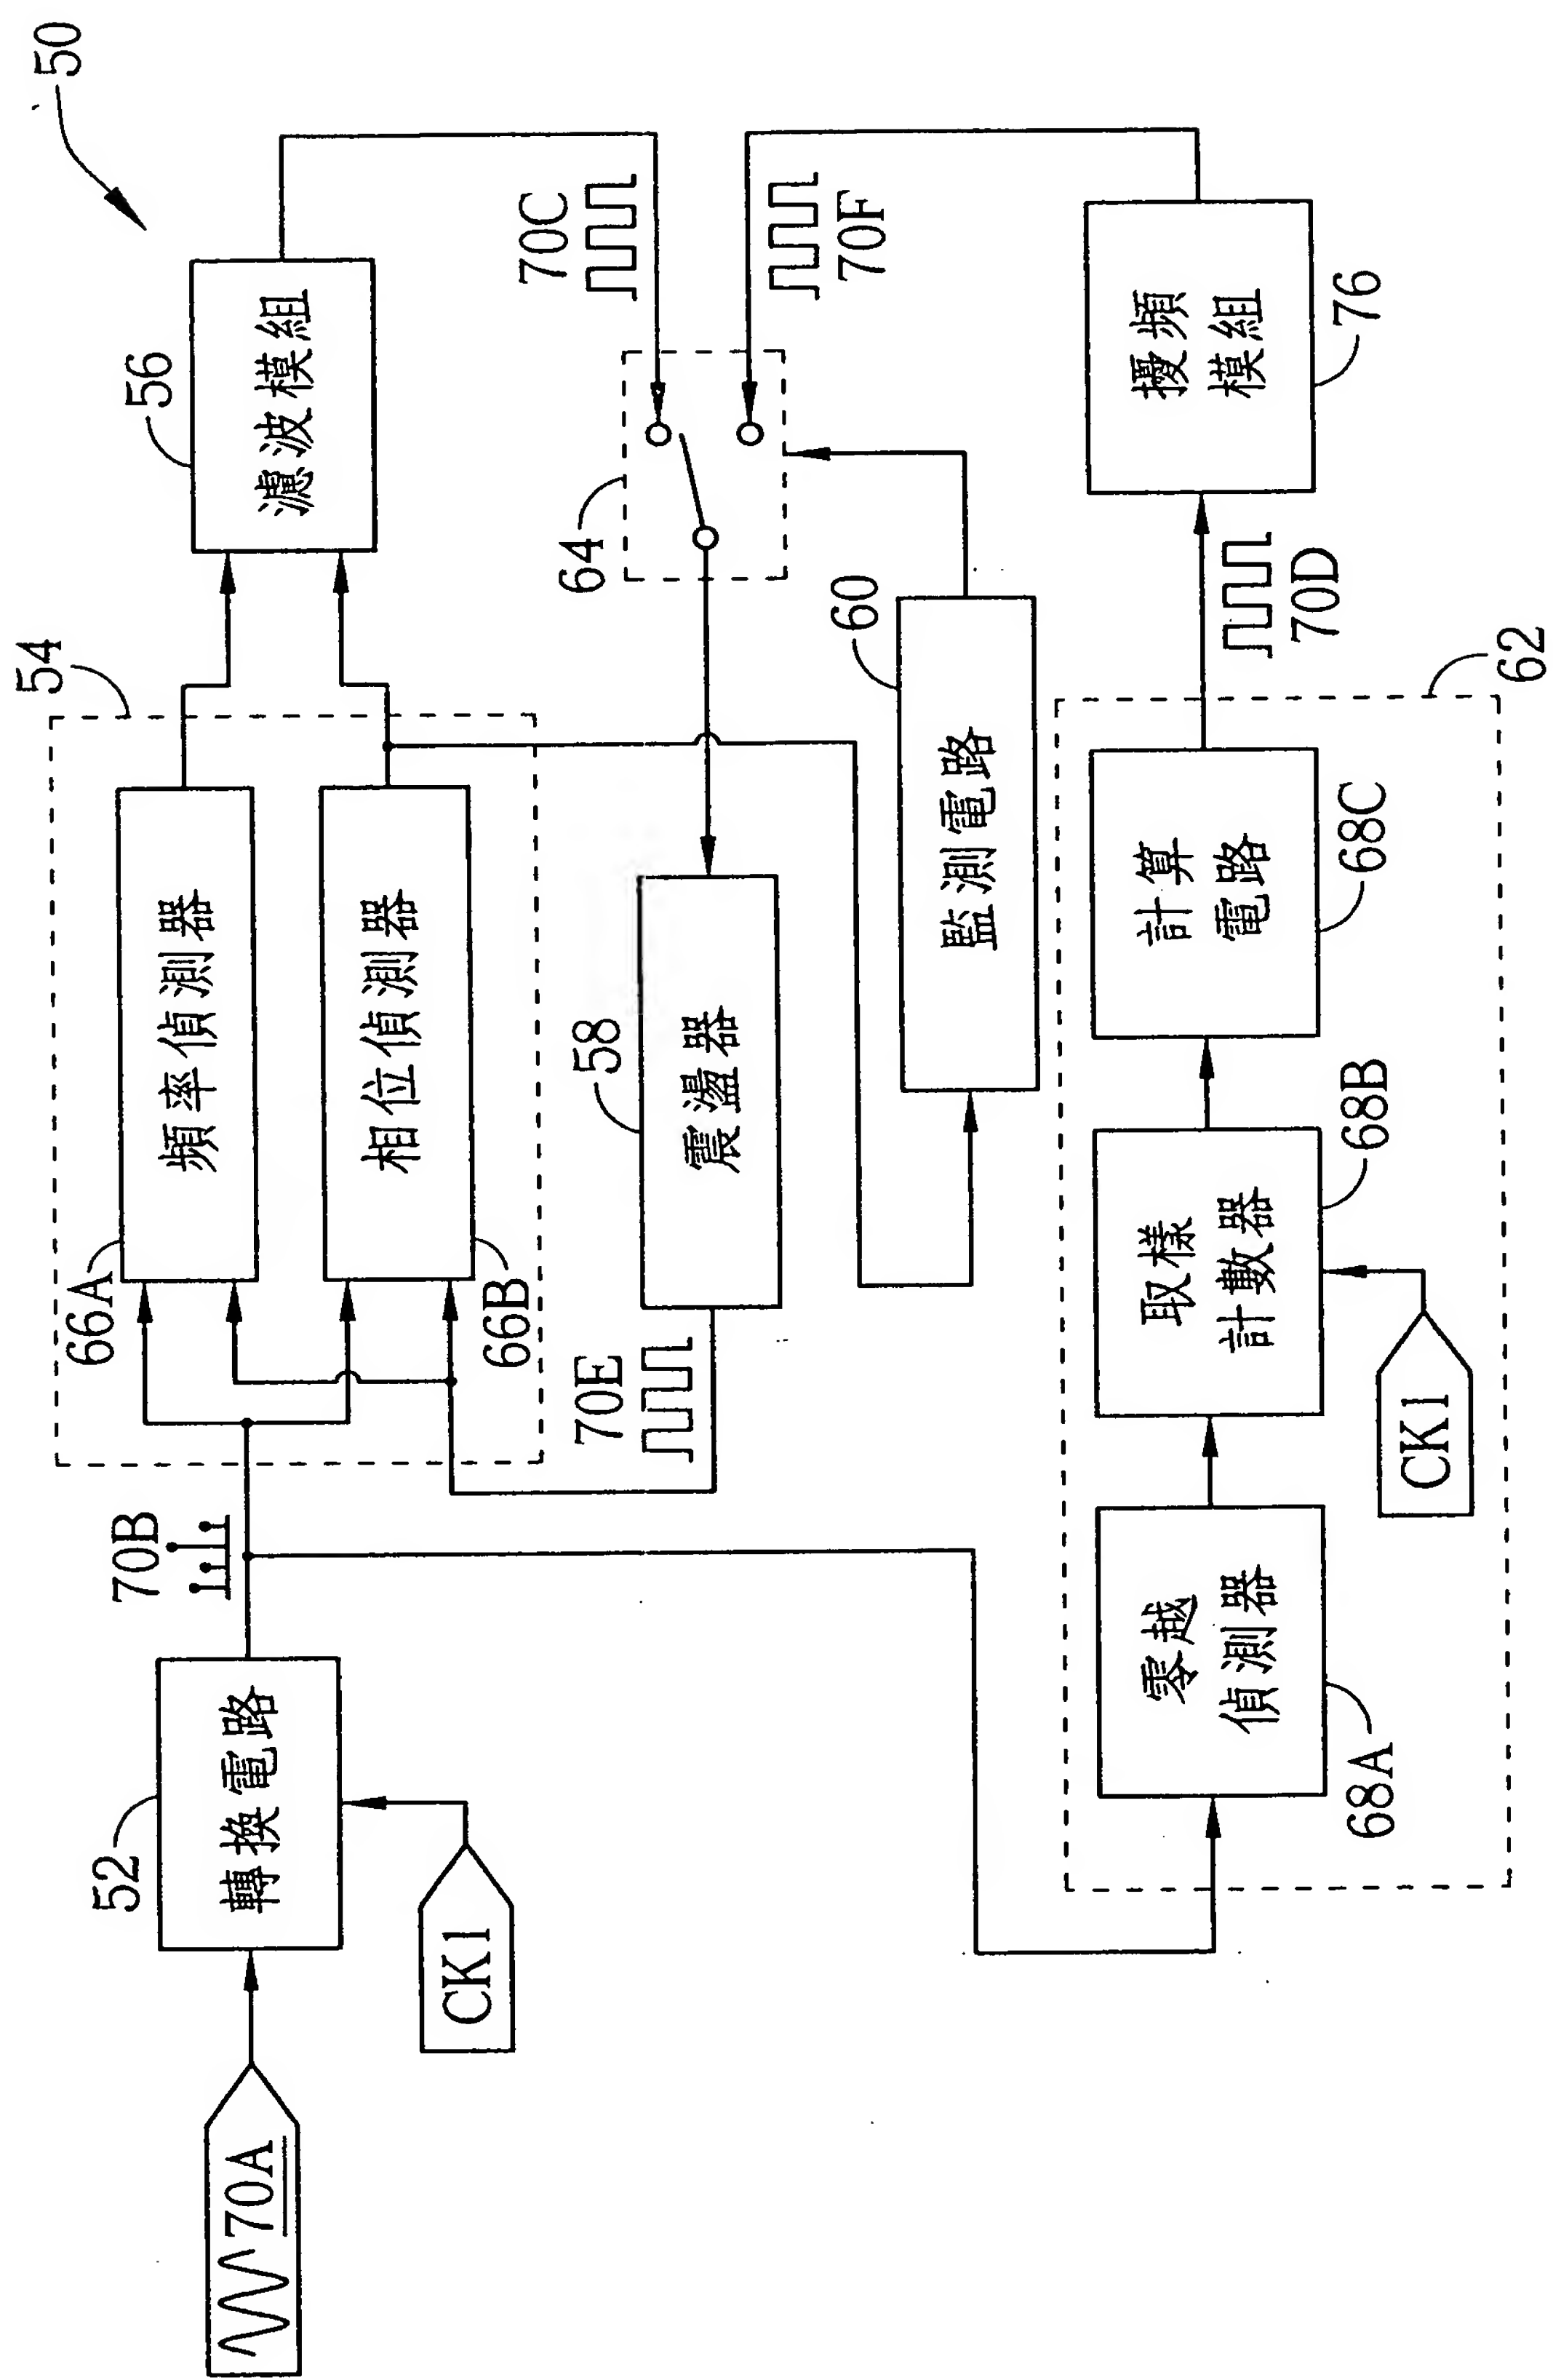 50
54
56
濾波模組
66A
頻率偵測器
相位偵測器
66B
70A
52
轉換電路
CK1
70B
70C
64
70F
58
震盪器
70E
60
監測電路
62
68A
零越
偵測器
68B
取樣
計數器
CK1
68C
計算
電路
70D
擾頻
模組
76